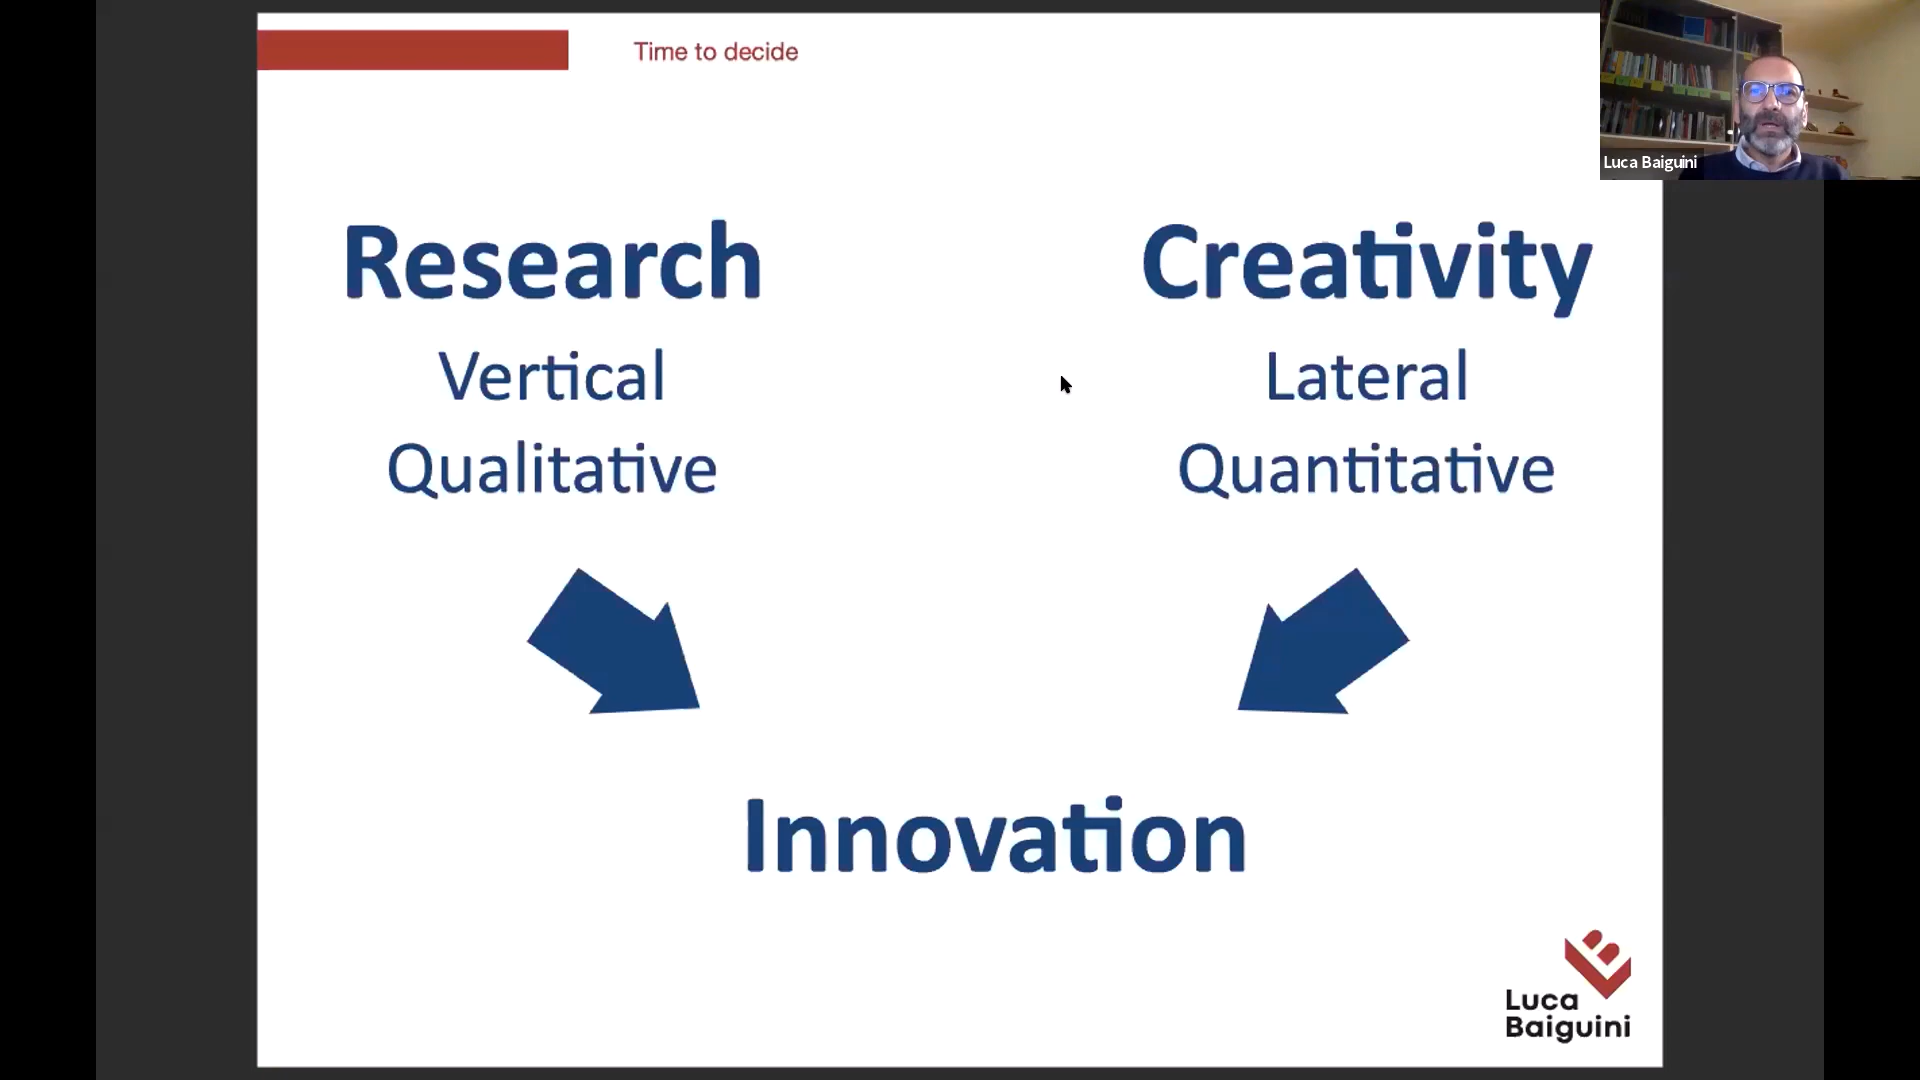 Time to decide
Luca Baiguini
Research
Creativity
Vertical
Lateral
Qualitative
Quantitative
Innovation
Luca
Baiguini